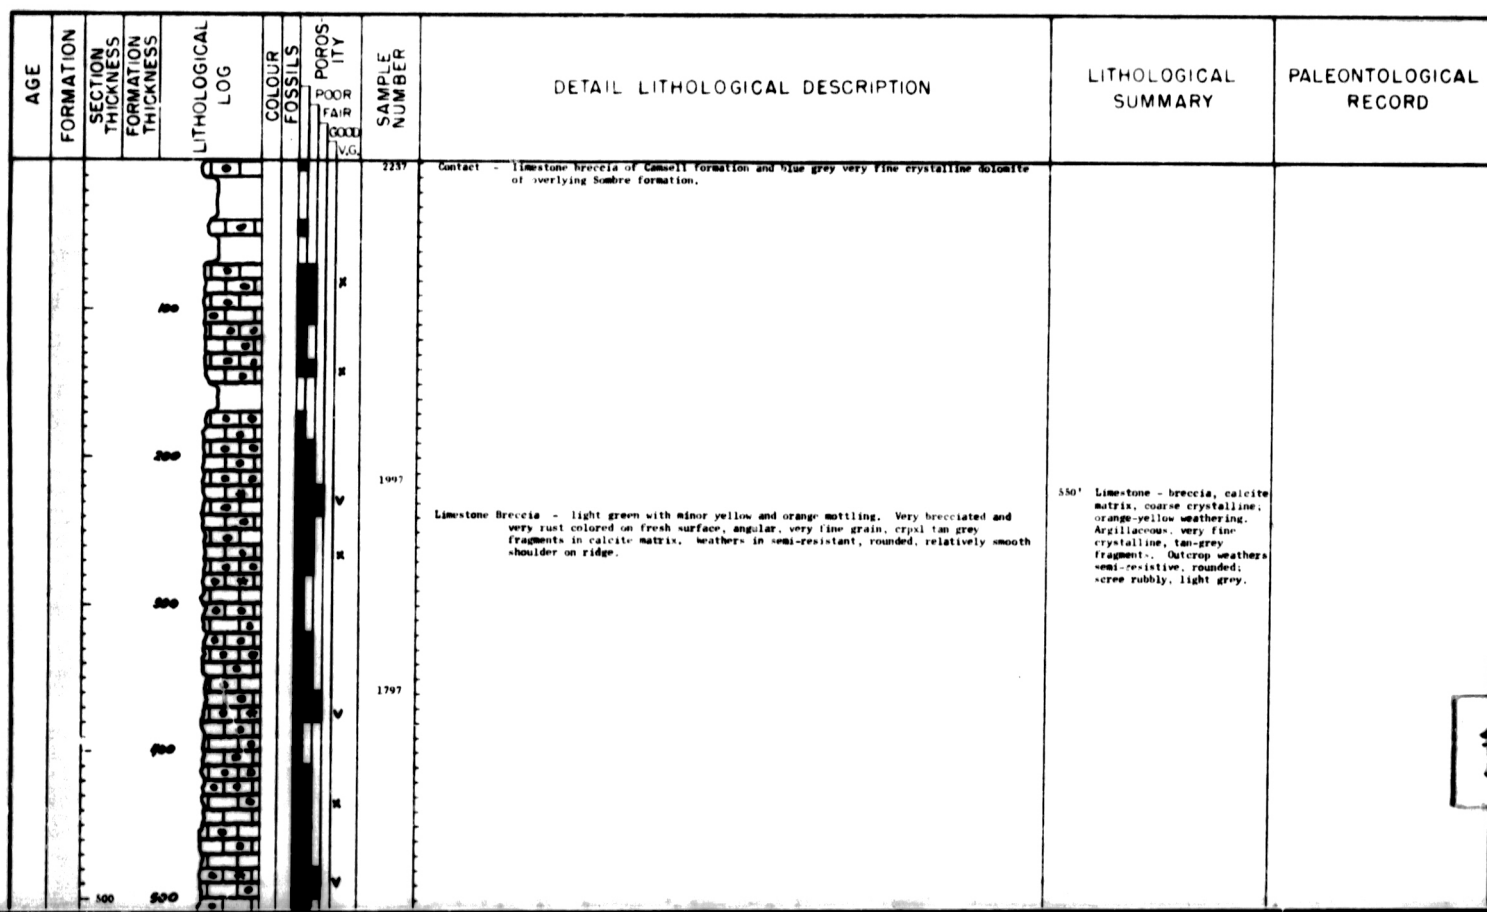 AGE
FORMATION
SECTION THICKNESS
FORMATION THICKNESS
LITHOLOGICAL LOG
COLOUR
FOSSILS
POROS-
ITY
POOR
FAIR
GOOD
V.G.
SAMPLE NUMBER
DETAIL LITHOLOGICAL DESCRIPTION
LITHOLOGICAL
SUMMARY
PALEONTOLOGICAL
RECORD
2237
Contact - limestone breccia of Camsell formation and blue grey very fine crystalline dolomite
of overlying Sombre formation.
x
100
x
200
1997
V
Limestone Breccia - light green with minor yellow and orange mottling. Very brecciated and
very rust colored on fresh surface, angular, very fine grain, crpxl tan grey
fragments in calcite matrix. Weathers in semi-resistant, rounded, relatively smooth
shoulder on ridge.
550' Limestone - breccia, calcite
matrix, coarse crystalline;
orange-yellow weathering.
Argillaceous, very fine
crystalline, tan-grey
fragments. Outcrop weathers
semi-resistive, rounded;
scree rubbly, light grey.
x
300
1797
V
400
x
V
500
500